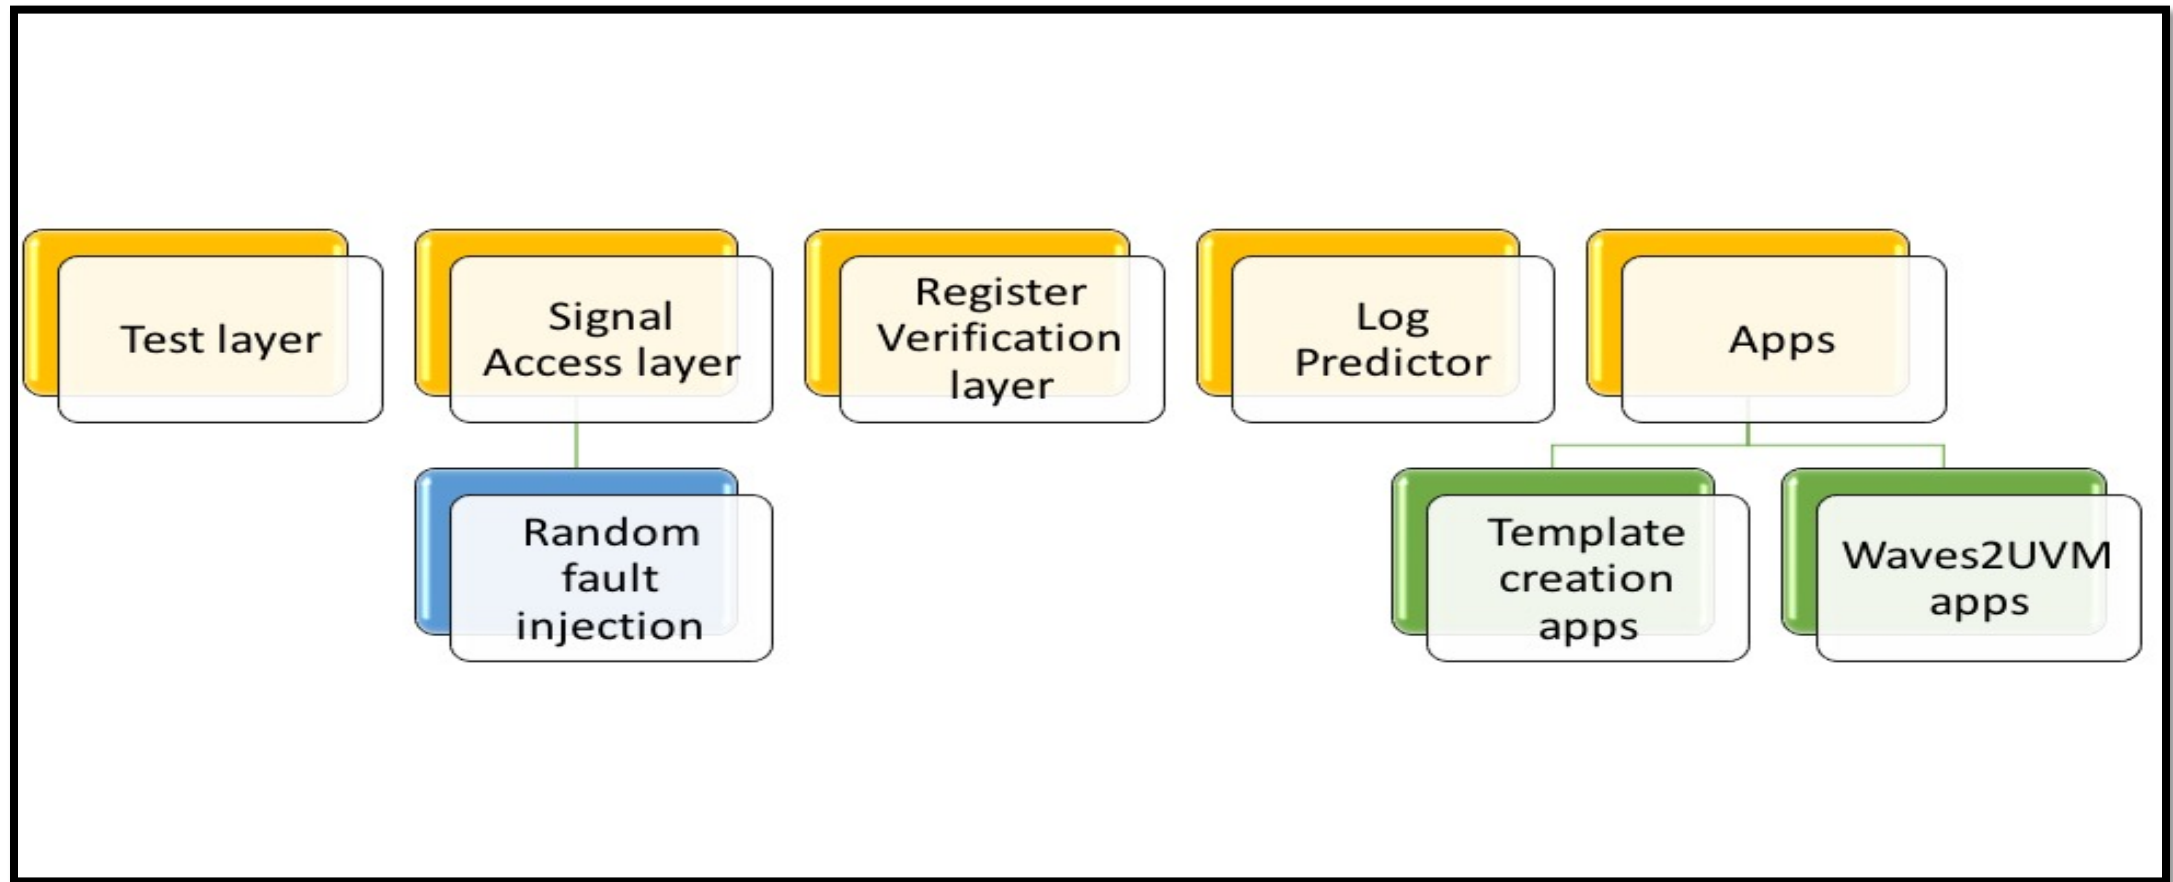 Test layer
Signal
Access layer
Register
Verification
layer
Log
Predictor
Apps
Random
fault
injection
Template
creation
apps
Waves2UVM
apps